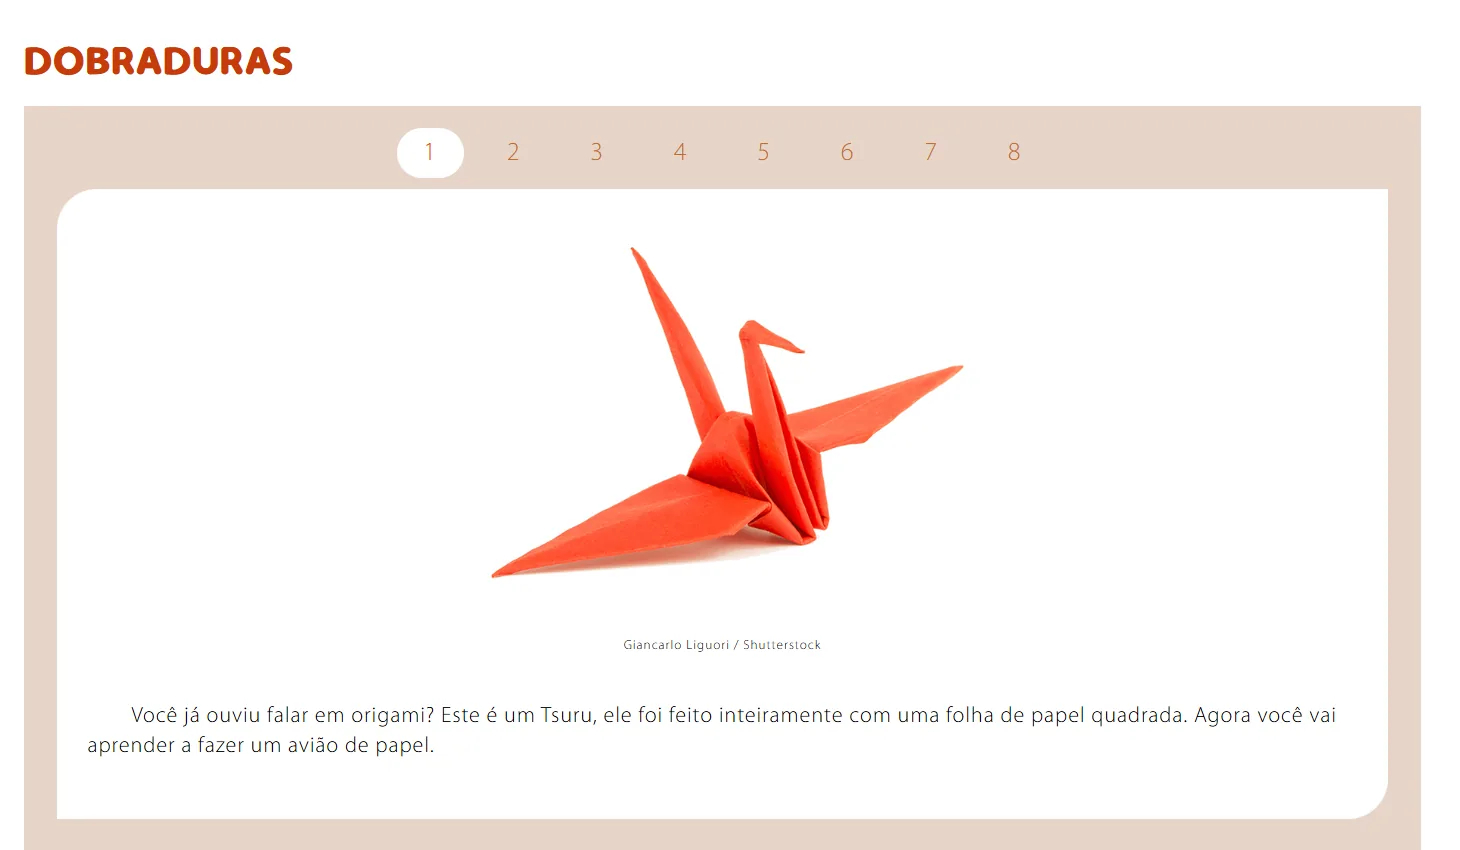 DOBRADURAS
1 2 3 4 5 6 7 8
Giancarlo Liguori / Shutterstock
Você já ouviu falar em origami? Este é um Tsuru, ele foi feito inteiramente com uma folha de papel quadrada. Agora você vai
aprender a fazer um avião de papel.